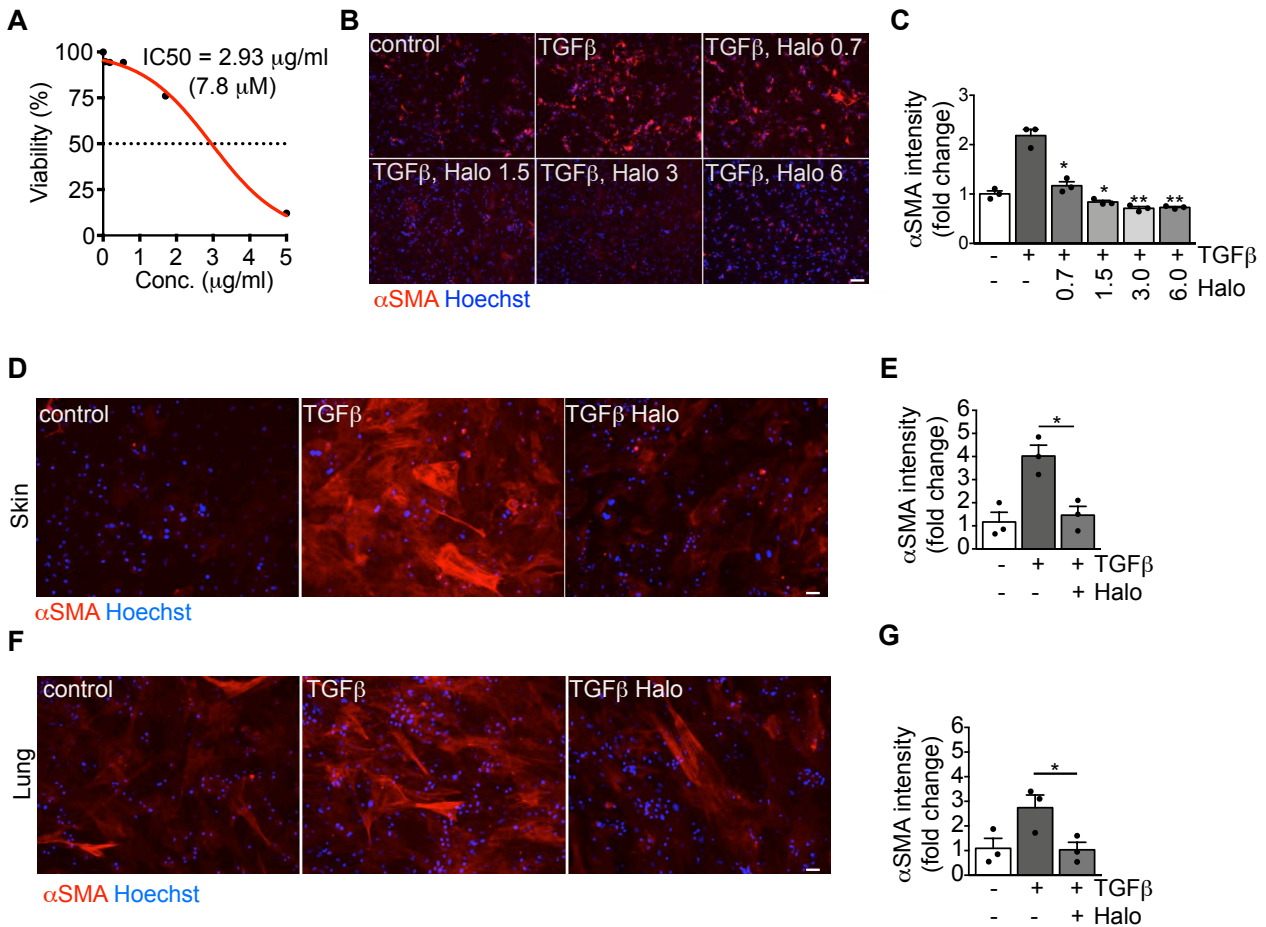 A
100
75
50
25
0
Viability (%)
IC50 = 2.93 μg/ml
(7.8 μM)
0 1 2 3 4 5
Conc. (μg/ml)
B
control
TGFβ
TGFβ, Halo 0.7
TGFβ, Halo 1.5
TGFβ, Halo 3
TGFβ, Halo 6
αSMA Hoechst
C
αSMA intensity
(fold change)
3
2
1
0
* * ** **
- + + + + + TGFβ
- - 0.7 1.5 3.0 6.0 Halo
D
Skin
control
TGFβ
TGFβ Halo
αSMA Hoechst
E
αSMA intensity
(fold change)
6
5
4
3
2
1
0
*
- + + TGFβ
- - + Halo
F
Lung
control
TGFβ
TGFβ Halo
αSMA Hoechst
G
αSMA intensity
(fold change)
6
5
4
3
2
1
0
*
- + + TGFβ
- - + Halo